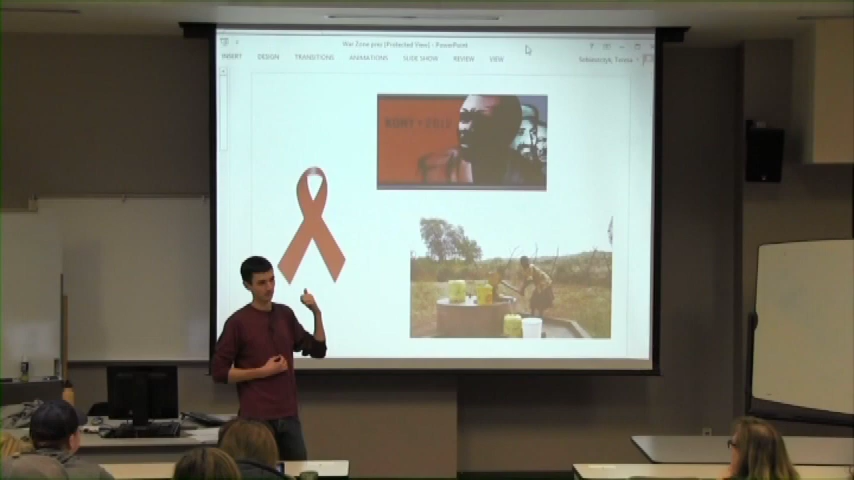 War Zone pres [Protected View] - PowerPoint
INSERT DESIGN TRANSITIONS ANIMATIONS SLIDE SHOW REVIEW VIEW
KONY 2012